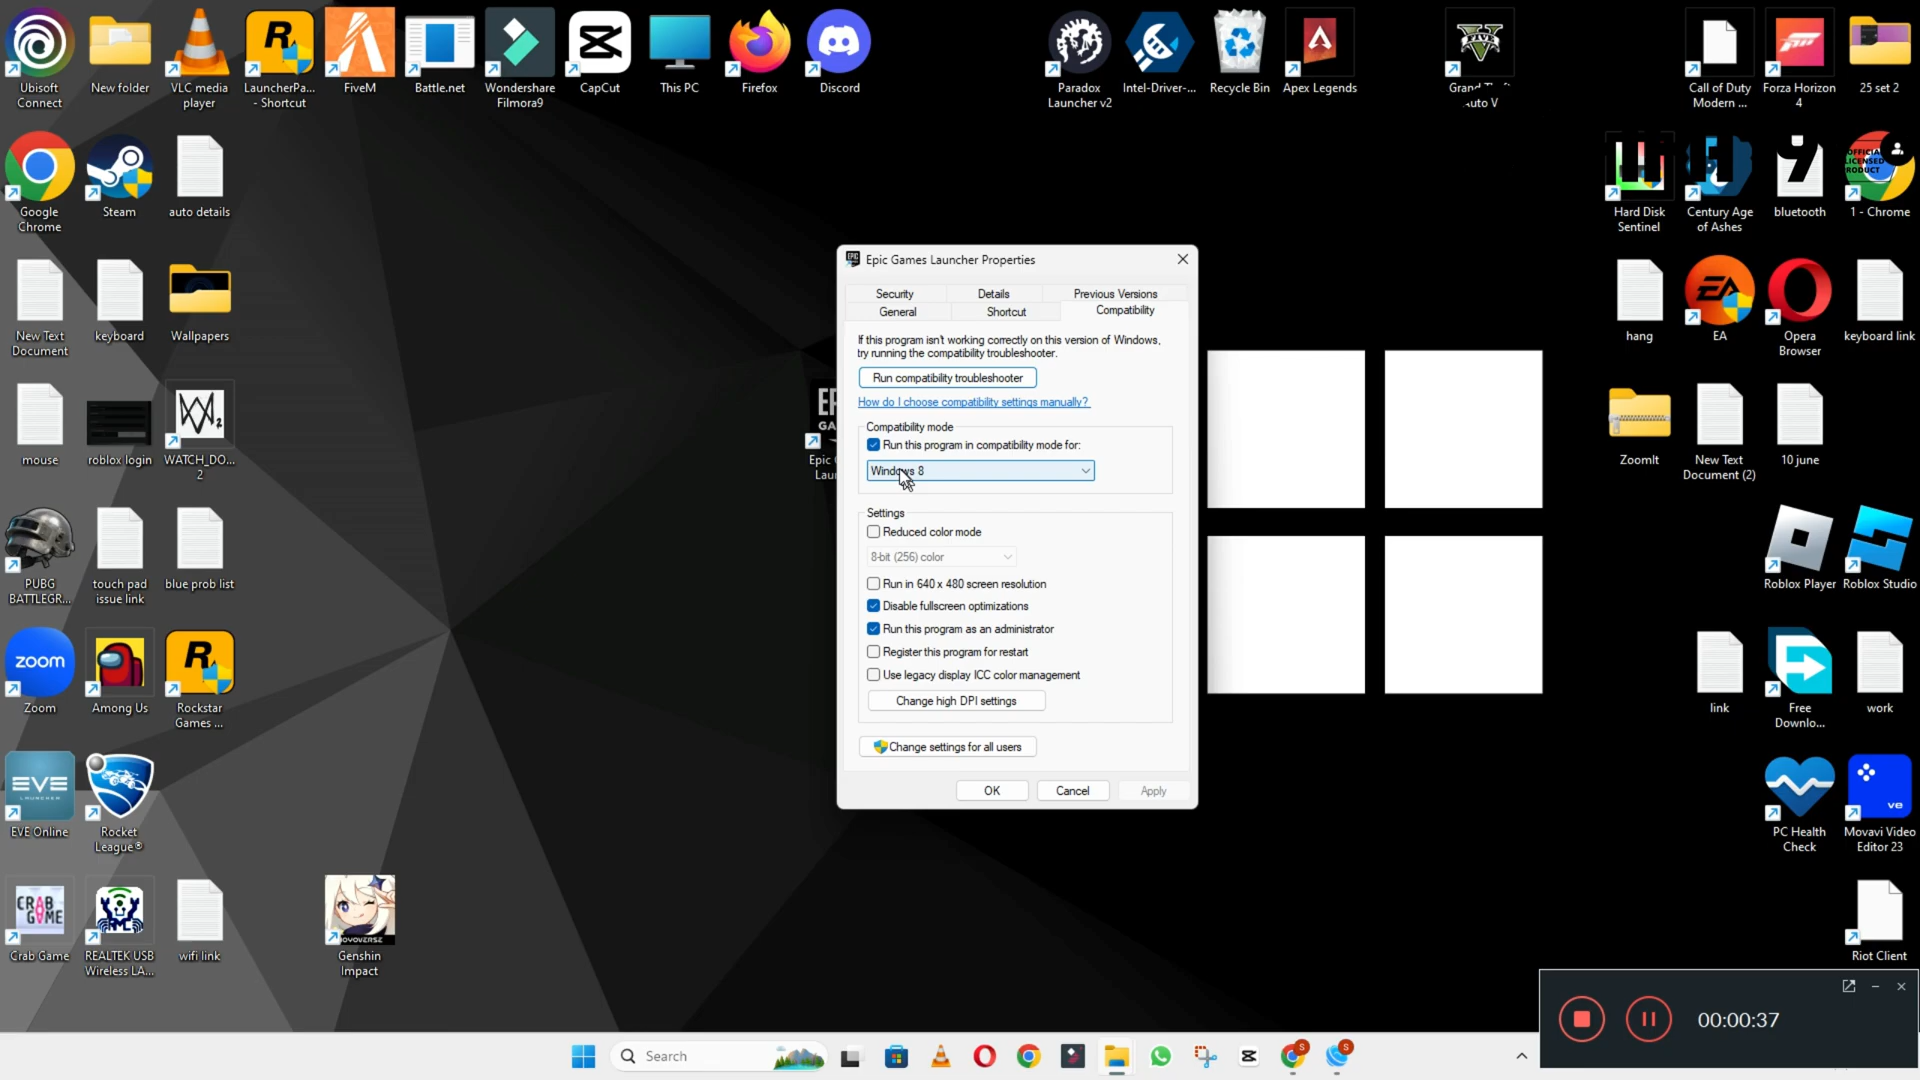 Ubisoft
Connect
New folder
VLC media
player
LauncherPa...
- Shortcut
FiveM
Battle.net
Wondershare
Filmora9
CapCut
This PC
Firefox
Discord
Paradox
Launcher v2
Intel-Driver-...
Recycle Bin
Apex Legends
Auto V
Call of Duty
Modern ...
Forza Horizon
4
25 set 2
Google
Chrome
Steam
auto details
Hard Disk
Sentinel
Century Age
of Ashes
bluetooth
OFFICIAL
LICENSED
PRODUCT
1 - Chrome
New Text
Document
keyboard
Wallpapers
hang
EA
Opera
Browser
keyboard link
mouse
roblox login
WATCH_DO...
2
ZoomIt
New Text
Document (2)
10 june
PUBG
BATTLEGR...
touch pad
issue link
blue prob list
Roblox Player
Roblox Studio
zoom
Zoom
Among Us
Rockstar
Games ...
link
Free
Downlo...
work
EVE
LAUNCHER
EVE Online
Rocket
League®
PC Health
Check
ve
Movavi Video
Editor 23
CRAB
GAME
Crab Game
REALTEK USB
Wireless LA...
wifi link
Genshin
Impact
Riot Client
Epic Games Launcher Properties
Security
Details
Previous Versions
General
Shortcut
Compatibility
If this program isn't working correctly on this version of Windows,
try running the compatibility troubleshooter.
Run compatibility troubleshooter
How do I choose compatibility settings manually?
Compatibility mode
Run this program in compatibility mode for:
Windows 8
Settings
Reduced color mode
8-bit (256) color
Run in 640 x 480 screen resolution
Disable fullscreen optimizations
Run this program as an administrator
Register this program for restart
Use legacy display ICC color management
Change high DPI settings
Change settings for all users
OK
Cancel
Apply
00:00:37
Search